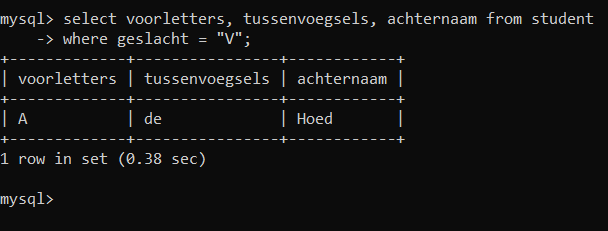 mysql> select voorletters, tussenvoegsels, achternaam from student
    -> where geslacht = "V";
+-------------+----------------+------------+
| voorletters | tussenvoegsels | achternaam |
+-------------+----------------+------------+
| A           | de             | Hoed       |
+-------------+----------------+------------+
1 row in set (0.38 sec)
mysql>